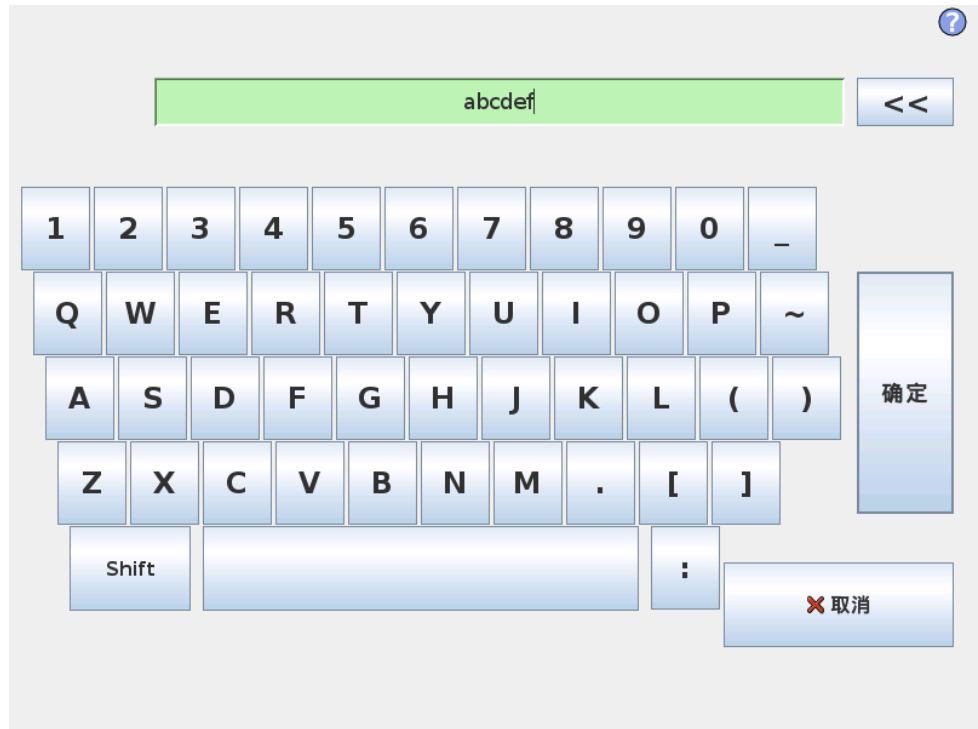 ?
abcdef
<<
1 2 3 4 5 6 7 8 9 0 _
Q W E R T Y U I O P ~
A S D F G H J K L ( )
确定
Z X C V B N M . [ ]
Shift :
取消